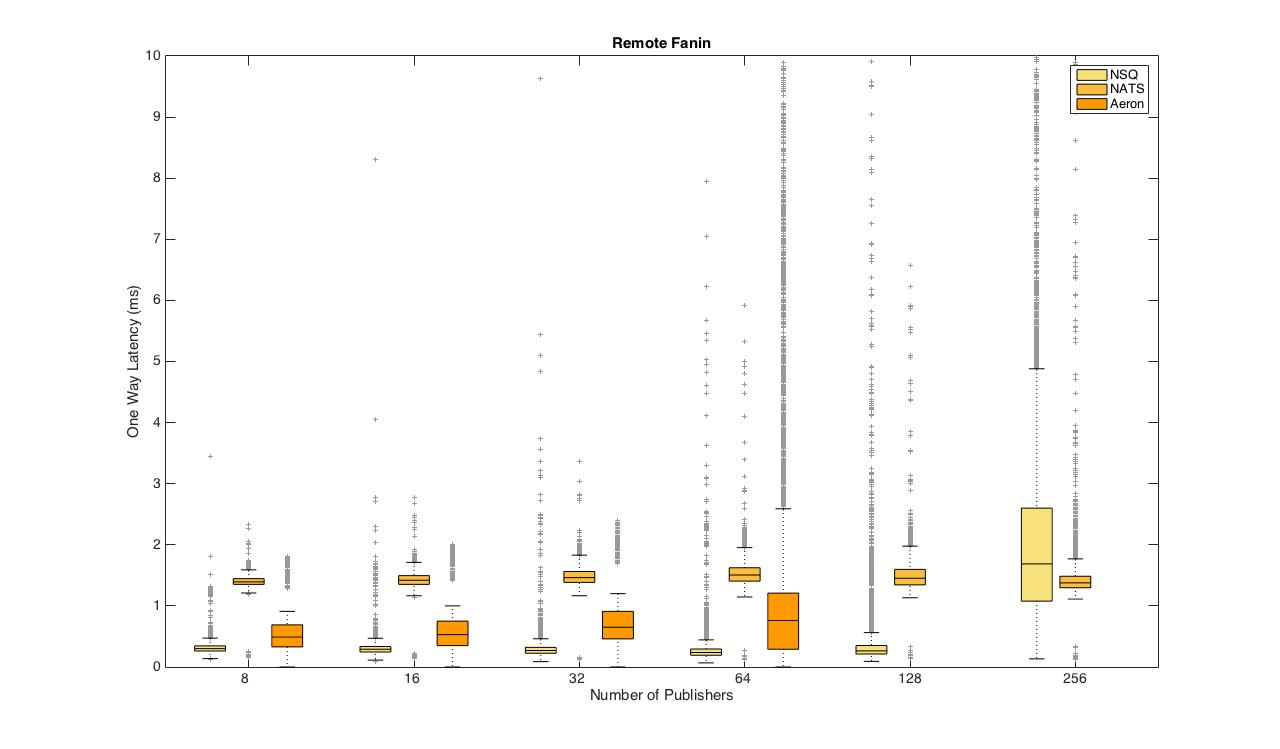 Remote Fanin
10
9
8
7
6
5
4
3
2
1
0
One Way Latency (ms)
NSQ
NATS
Aeron
8 16 32 64 128 256
Number of Publishers